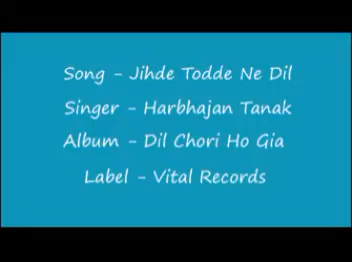 Song - Jihde Todde Ne Dil
Singer - Harbhajan Tanak
Album - Dil Chori Ho Gia
Label - Vital Records